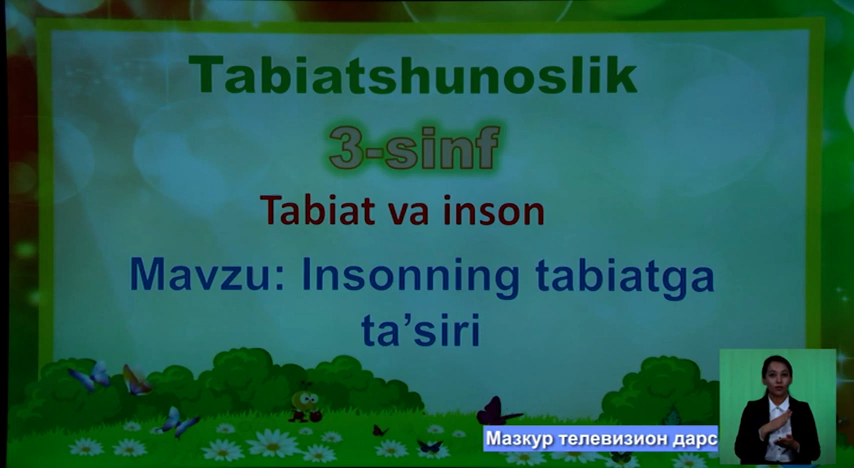 Tabiatshunoslik
3-sinf
Tabiat va inson
Mavzu: Insonning tabiatga
ta’siri
Мазкур телевизион дарс